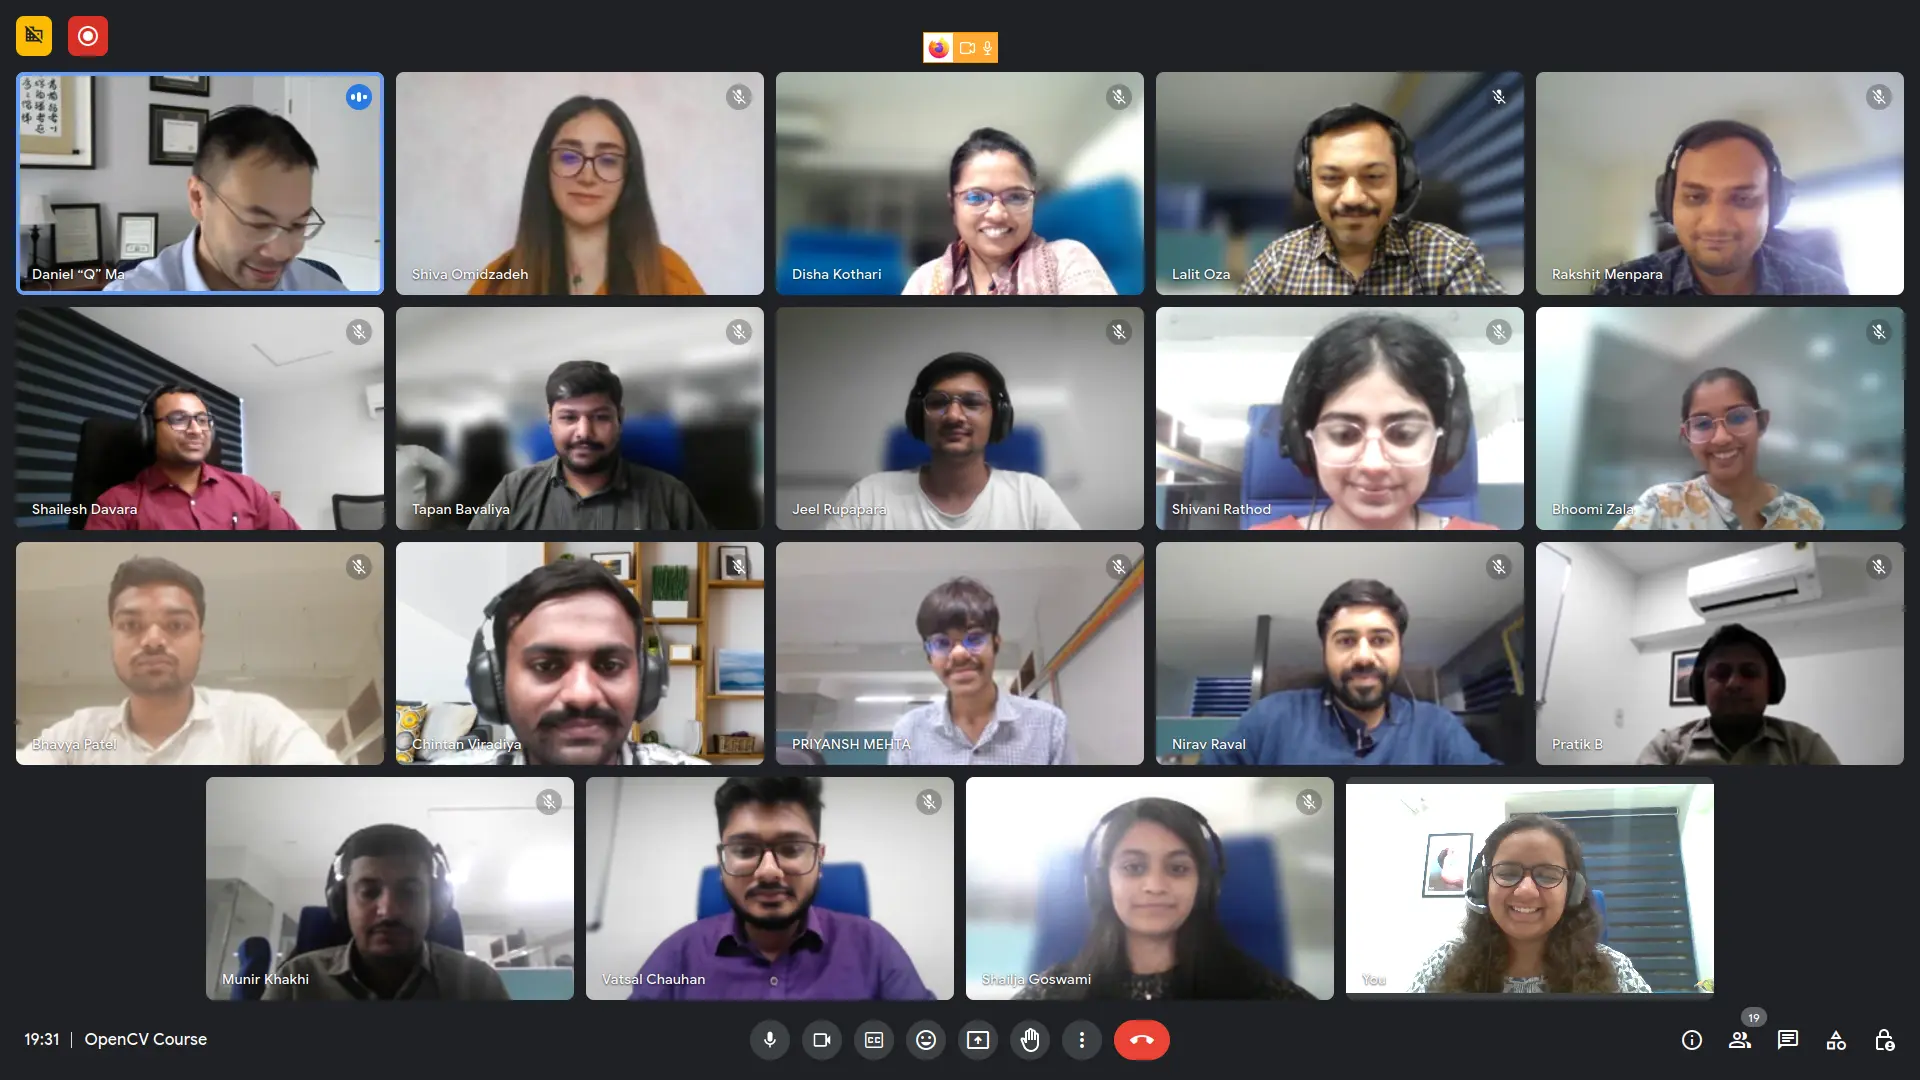 Daniel “Q” Ma
Shiva Omidzadeh
Disha Kothari
Lalit Oza
Rakshit Menpara
Shailesh Davara
Tapan Bavaliya
Jeel Rupapara
Shivani Rathod
Bhoomi Zala
Bhavya Patel
Chintan Viradiya
PRIYANSH MEHTA
Nirav Raval
Pratik B
Munir Khakhi
Vatsal Chauhan
Shailja Goswami
You
19:31 | OpenCV Course
CC
19